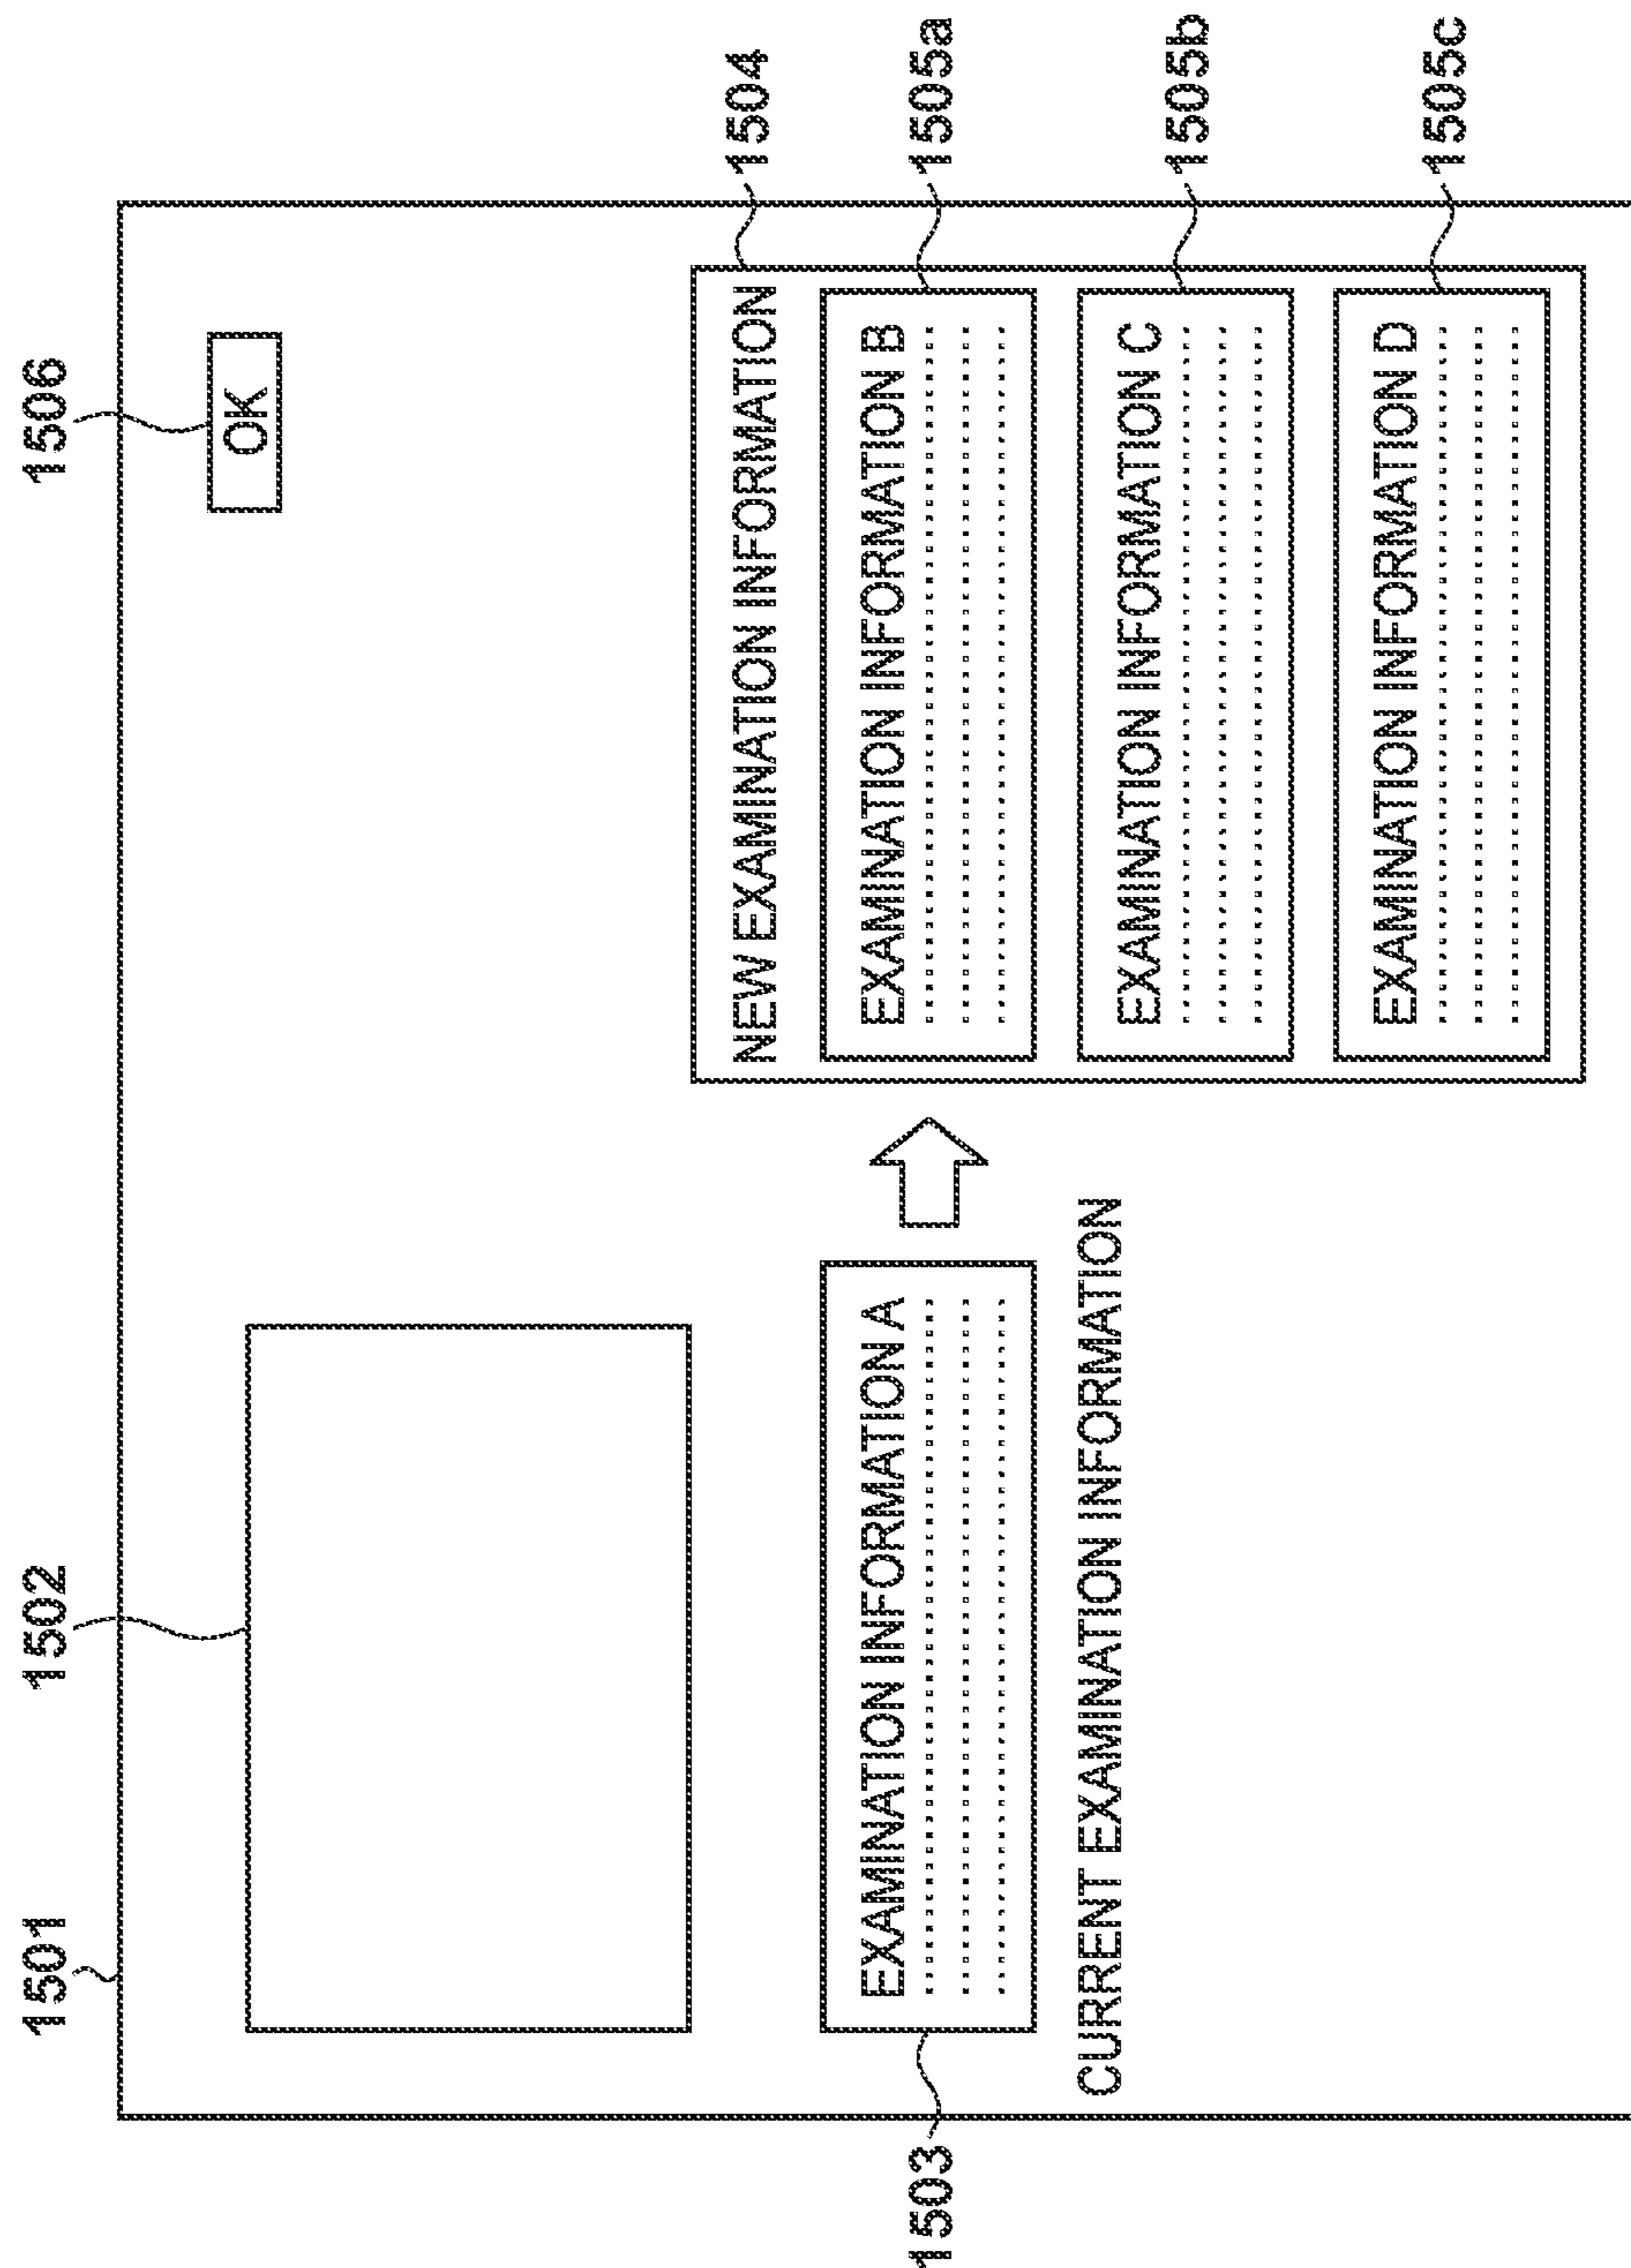 1501
1502
1506
OK
1504
NEW EXAMINATION INFORMATION
1503
EXAMINATION INFORMATION A
CURRENT EXAMINATION INFORMATION
EXAMINATION INFORMATION B
1505a
EXAMINATION INFORMATION C
1505b
EXAMINATION INFORMATION D
1505c